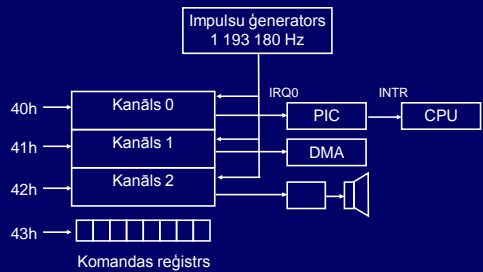 Impulsu ģenerators
1 193 180 Hz
IRQ0
INTR
40h
Kanāls 0
PIC
CPU
41h
Kanāls 1
DMA
42h
Kanāls 2
43h
Komandas reģistrs